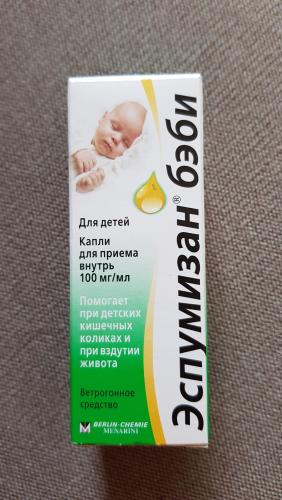 Эспумизан® бэби
Для детей
Капли
для приема
внутрь
100 мг/мл
Помогает
при детских
кишечных
коликах и
при вздутии
живота
Ветрогонное
средство
BERLIN-CHEMIE
MENARINI